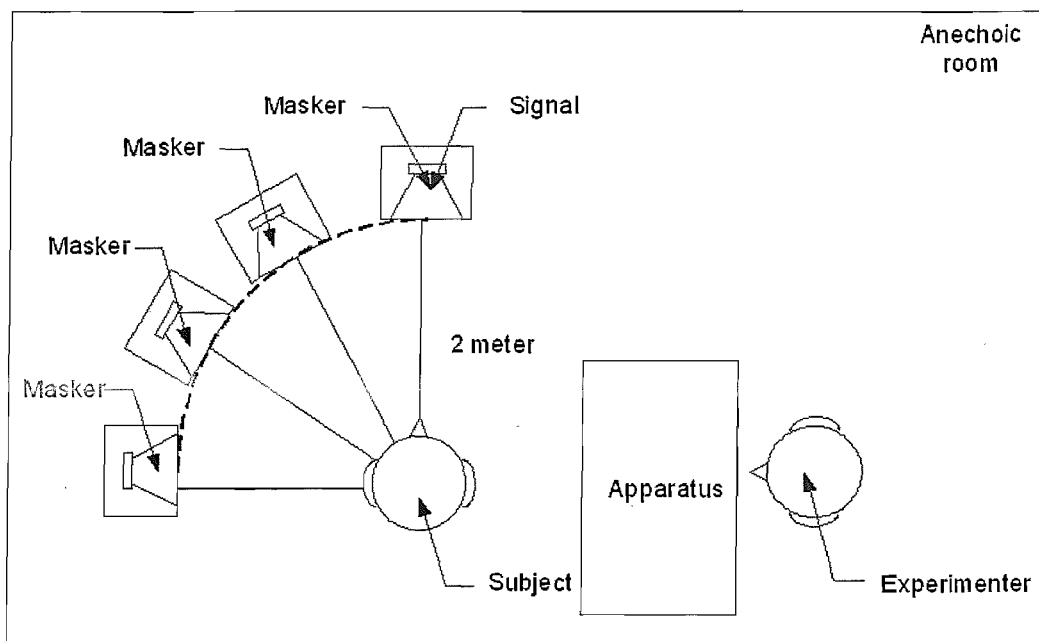 Anechoic
room
Masker
Signal
Masker
Masker
2 meter
Masker
Apparatus
Subject
Experimenter